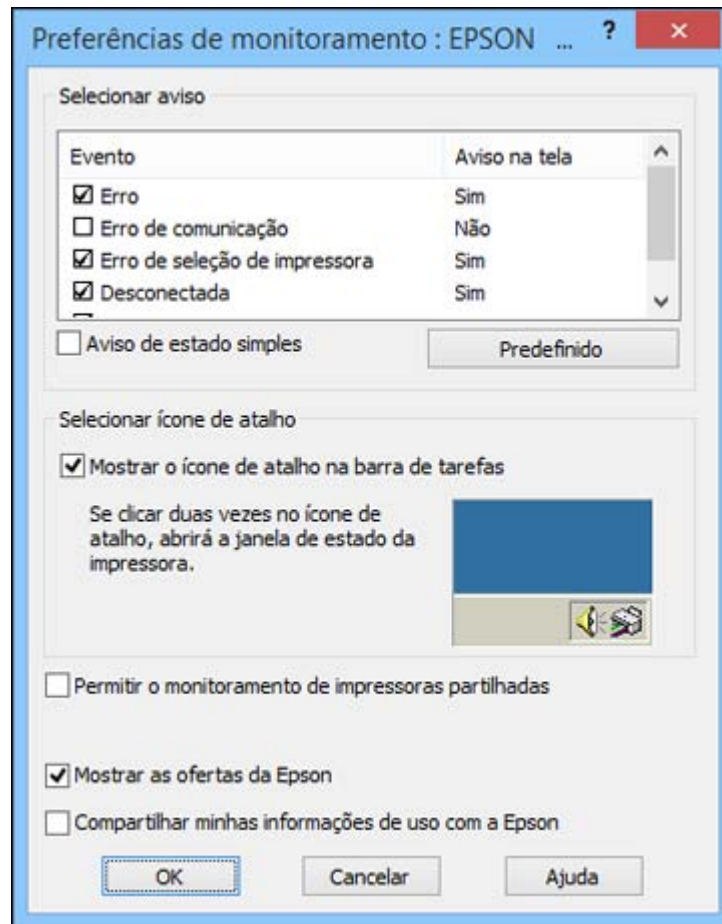 Preferências de monitoramento : EPSON ... ? ×
Selecionar aviso
Evento Aviso na tela
Erro Sim
Erro de comunicação Não
Erro de seleção de impressora Sim
Desconectada Sim
Aviso de estado simples Predefinido
Selecionar ícone de atalho
Mostrar o ícone de atalho na barra de tarefas
Se clicar duas vezes no ícone de
atalho, abrirá a janela de estado da
impressora.
Permitir o monitoramento de impressoras partilhadas
Mostrar as ofertas da Epson
Compartilhar minhas informações de uso com a Epson
OK Cancelar Ajuda